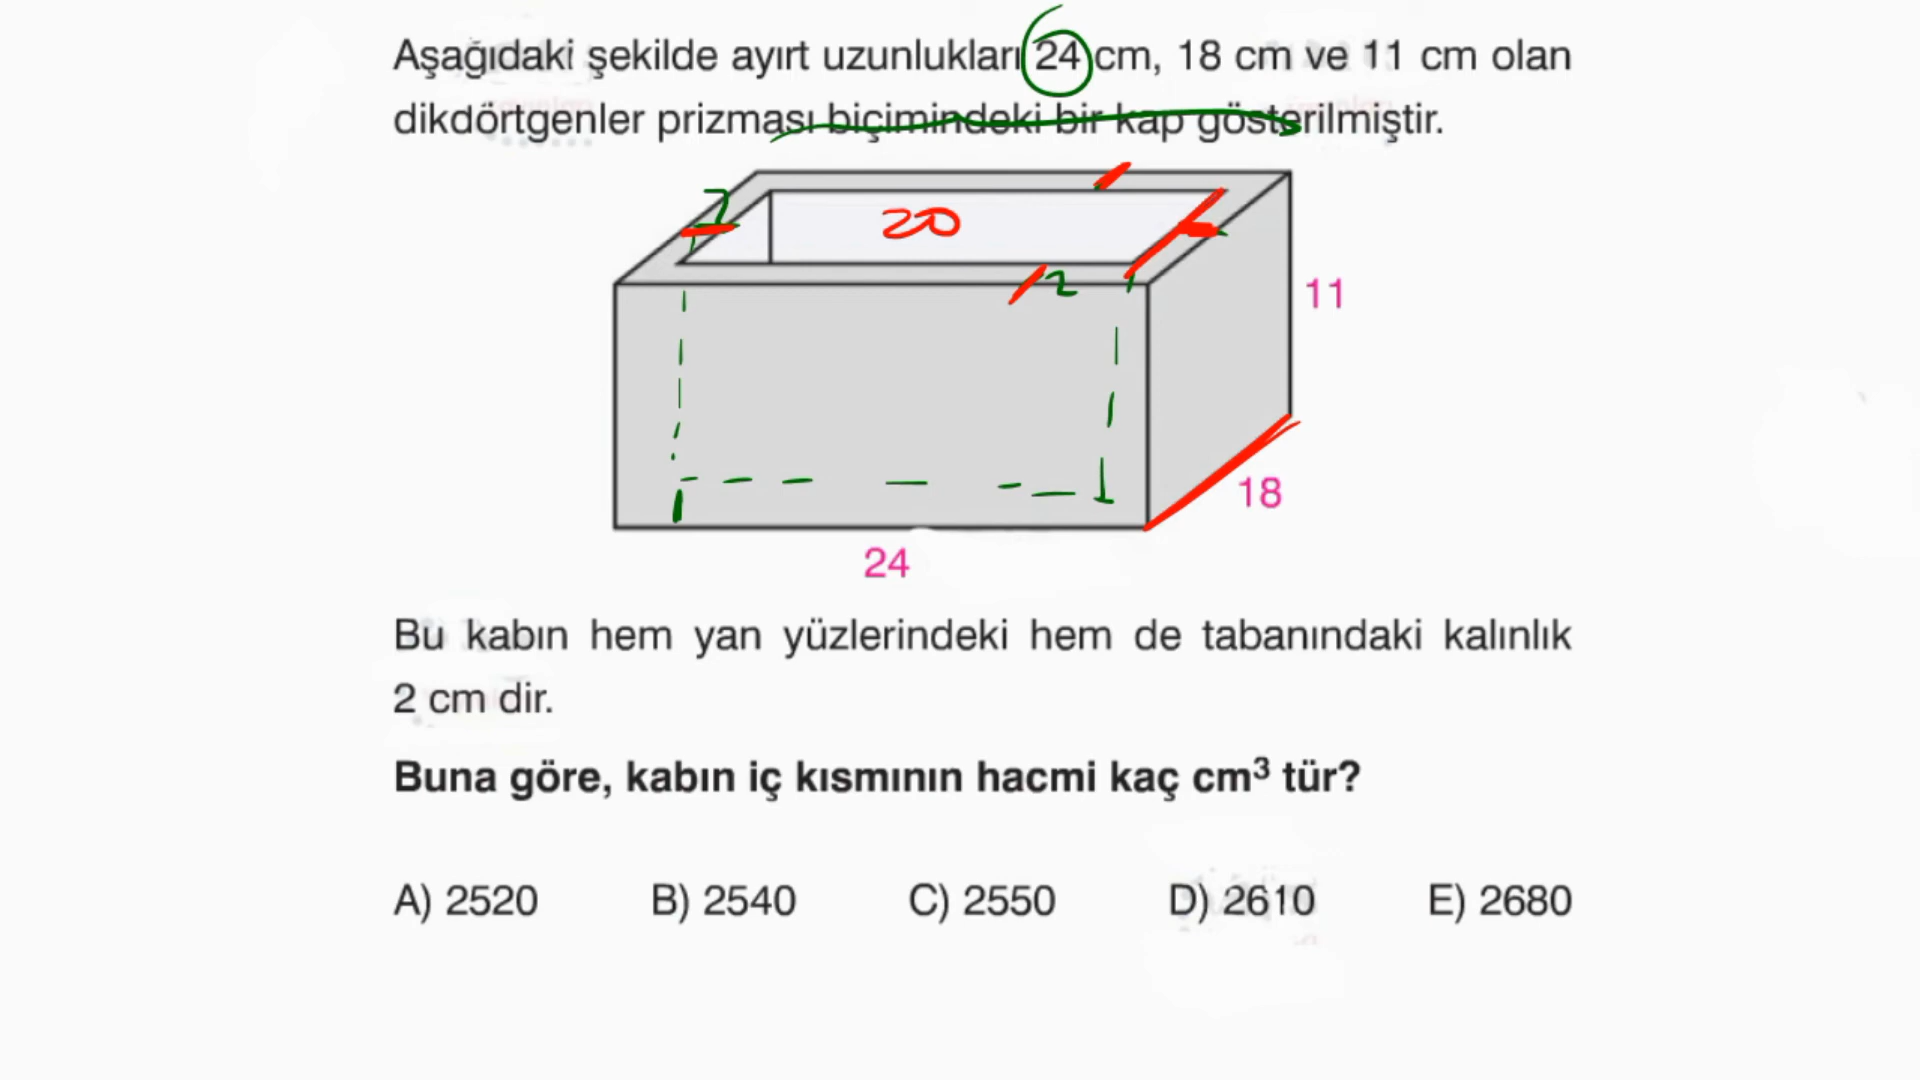 Aşağıdaki şekilde ayırt uzunlukları 24 cm, 18 cm ve 11 cm olan
dikdörtgenler prizması biçimindeki bir kap gösterilmiştir.
2
20
2
11
18
24
Bu kabın hem yan yüzlerindeki hem de tabanındaki kalınlık
2 cm dir.
Buna göre, kabın iç kısmının hacmi kaç cm³ tür?
A) 2520 B) 2540 C) 2550 D) 2610 E) 2680